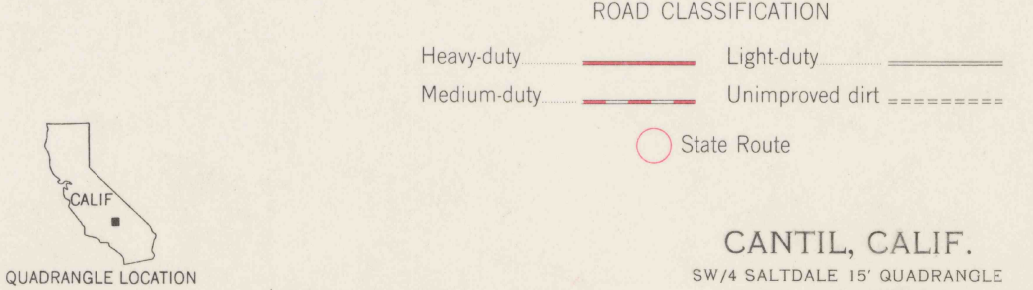 ROAD CLASSIFICATION
Heavy-duty
Light-duty
Medium-duty
Unimproved dirt
State Route
CALIF
QUADRANGLE LOCATION
CANTIL, CALIF.
SW/4 SALTDALE 15' QUADRANGLE